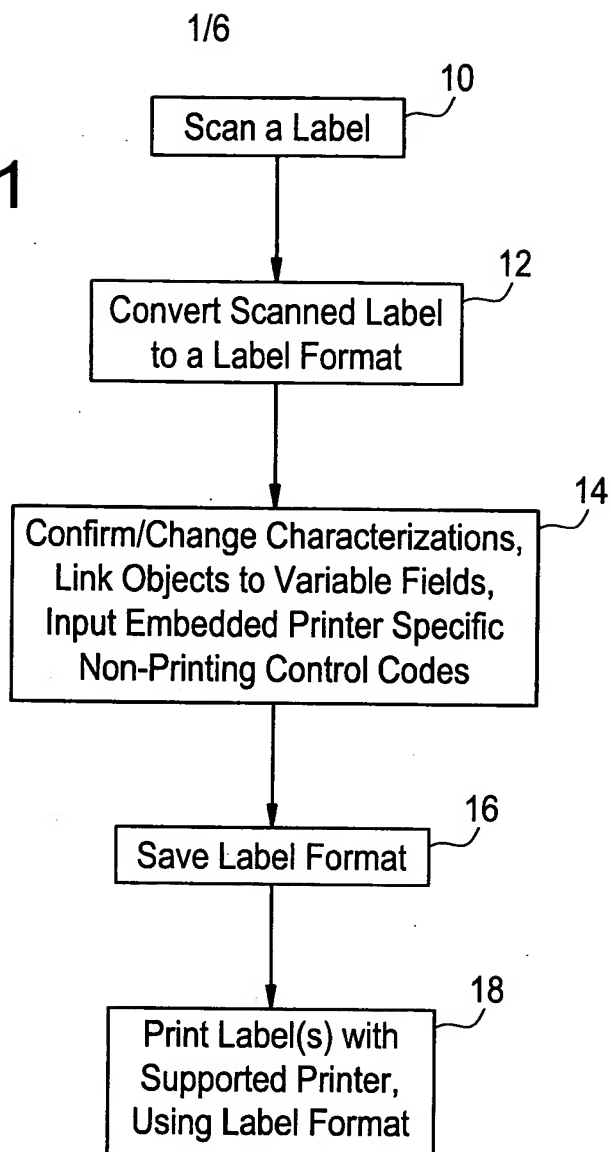 1/6
1
10
Scan a Label
12
Convert Scanned Label
to a Label Format
14
Confirm/Change Characterizations,
Link Objects to Variable Fields,
Input Embedded Printer Specific
Non-Printing Control Codes
16
Save Label Format
18
Print Label(s) with
Supported Printer,
Using Label Format